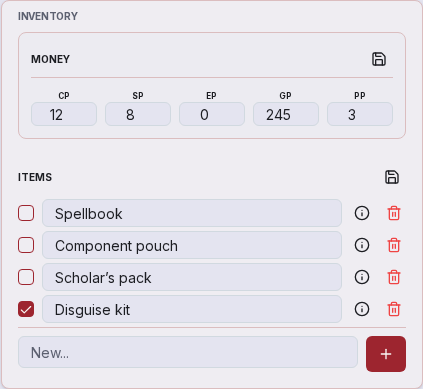 INVENTORY
MONEY
CP SP EP GP PP
12 8 0 245 3
ITEMS
Spellbook
Component pouch
Scholar’s pack
Disguise kit
New...